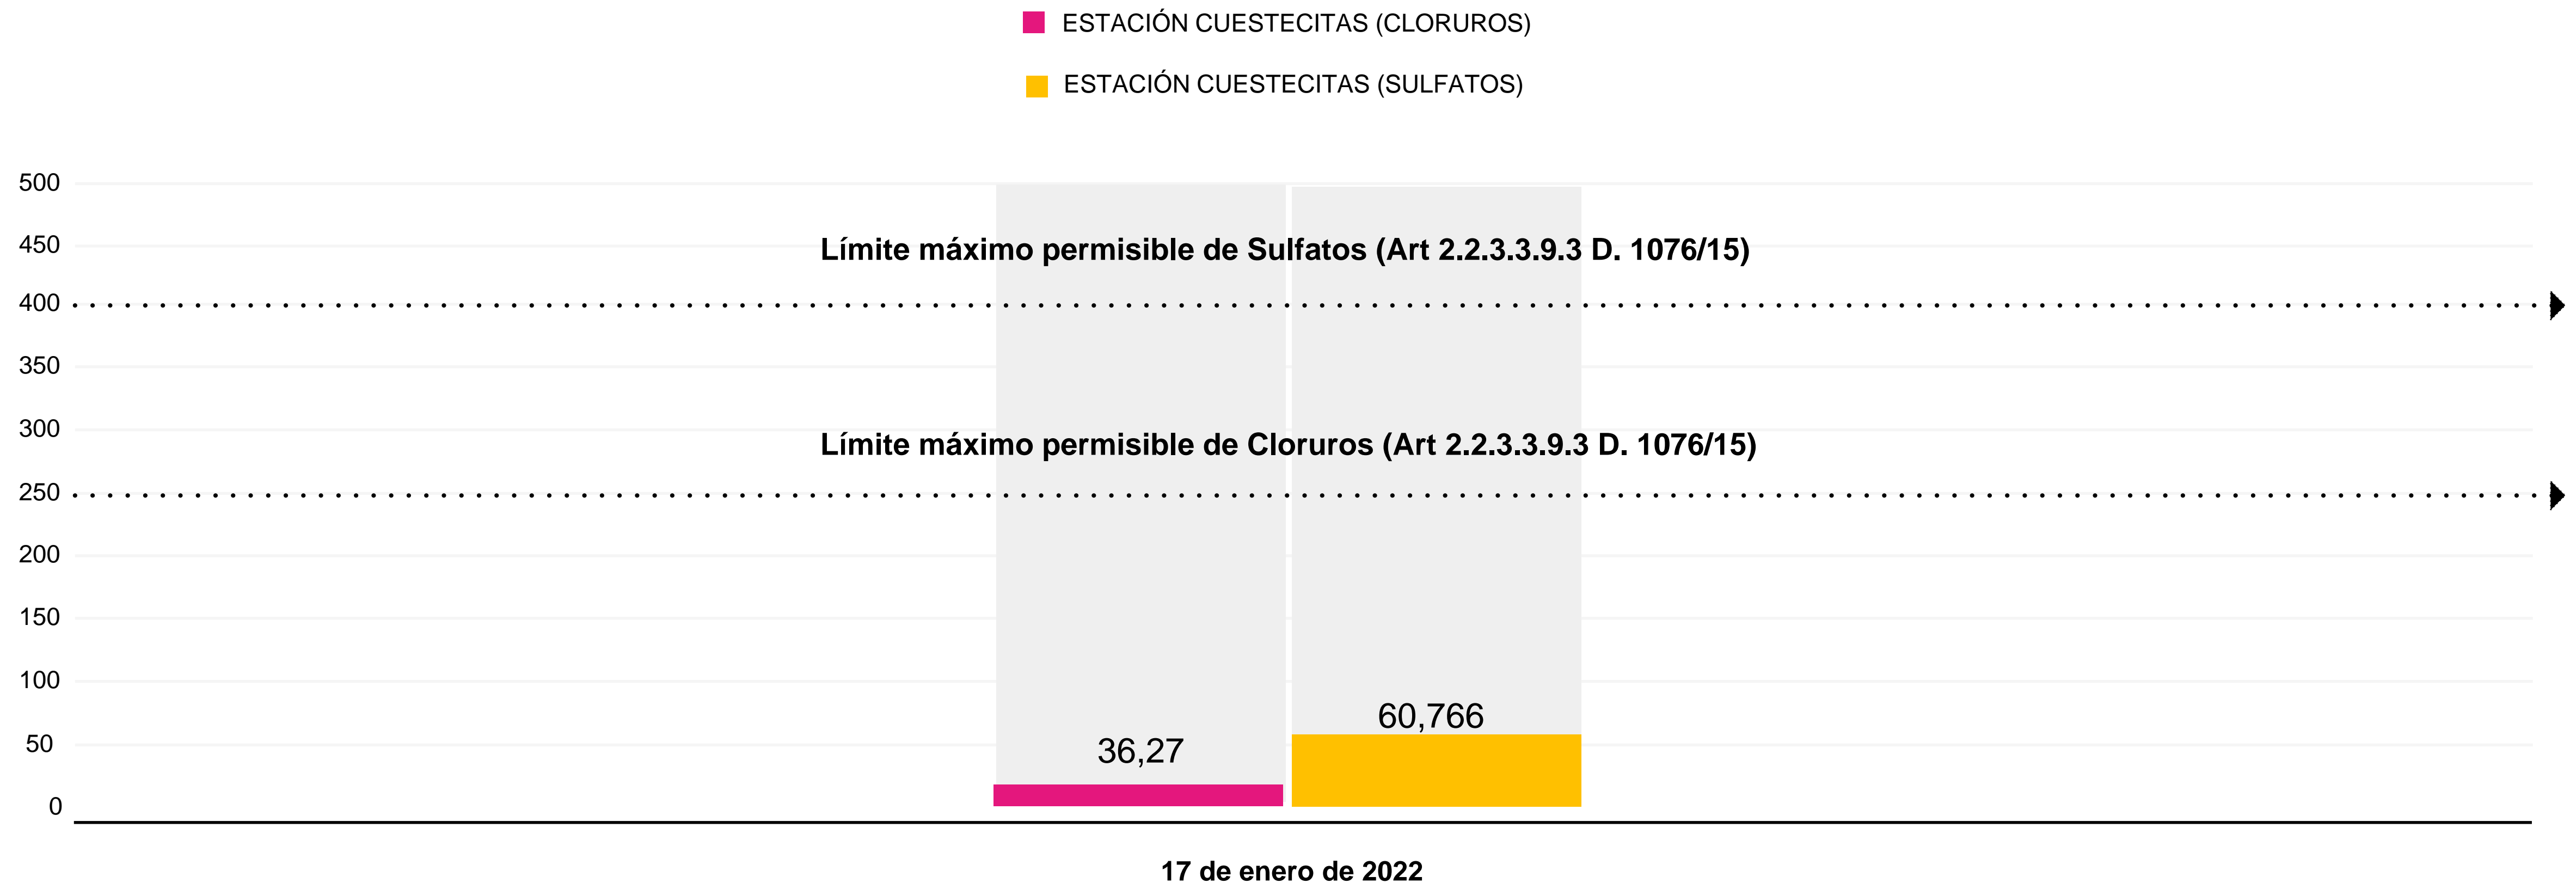 ESTACIÓN CUESTECITAS (CLORUROS)
ESTACIÓN CUESTECITAS (SULFATOS)
500
450
Límite máximo permisible de Sulfatos (Art 2.2.3.3.9.3 D. 1076/15)
400
350
300
Límite máximo permisible de Cloruros (Art 2.2.3.3.9.3 D. 1076/15)
250
200
150
100
60,766
50
36,27
0
17 de enero de 2022